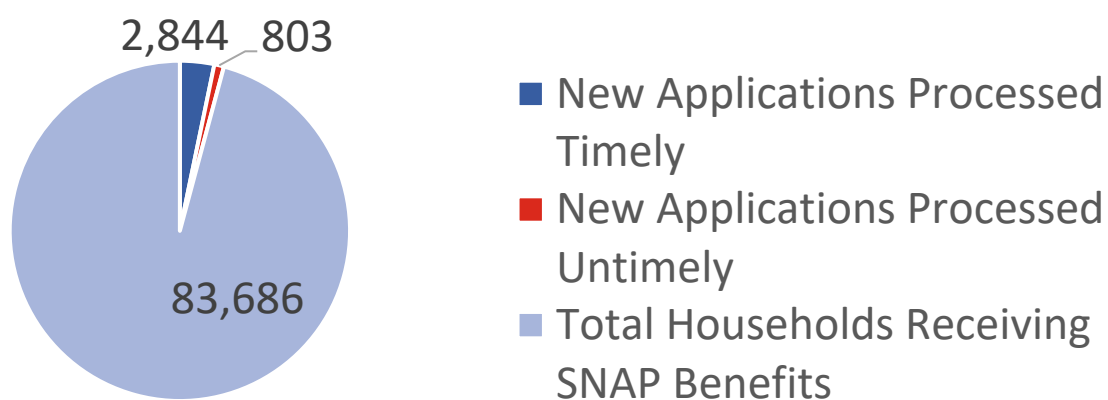 2,844
803
83,686
New Applications Processed
Timely
New Applications Processed
Untimely
Total Households Receiving
SNAP Benefits